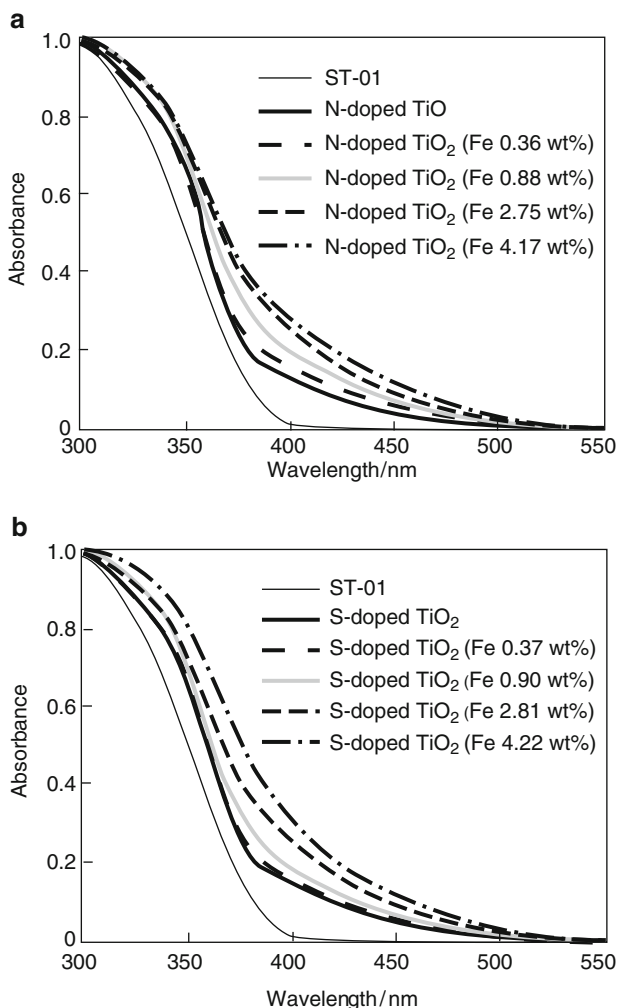 a
1.0
0.8
0.6
0.4
0.2
0
Absorbance
ST-01
N-doped TiO
N-doped TiO₂ (Fe 0.36 wt%)
N-doped TiO₂ (Fe 0.88 wt%)
N-doped TiO₂ (Fe 2.75 wt%)
N-doped TiO₂ (Fe 4.17 wt%)
300 350 400 450 500 550
Wavelength/nm
b
1.0
0.8
0.6
0.4
0.2
0
Absorbance
ST-01
S-doped TiO₂
S-doped TiO₂ (Fe 0.37 wt%)
S-doped TiO₂ (Fe 0.90 wt%)
S-doped TiO₂ (Fe 2.81 wt%)
S-doped TiO₂ (Fe 4.22 wt%)
300 350 400 450 500 550
Wavelength/nm